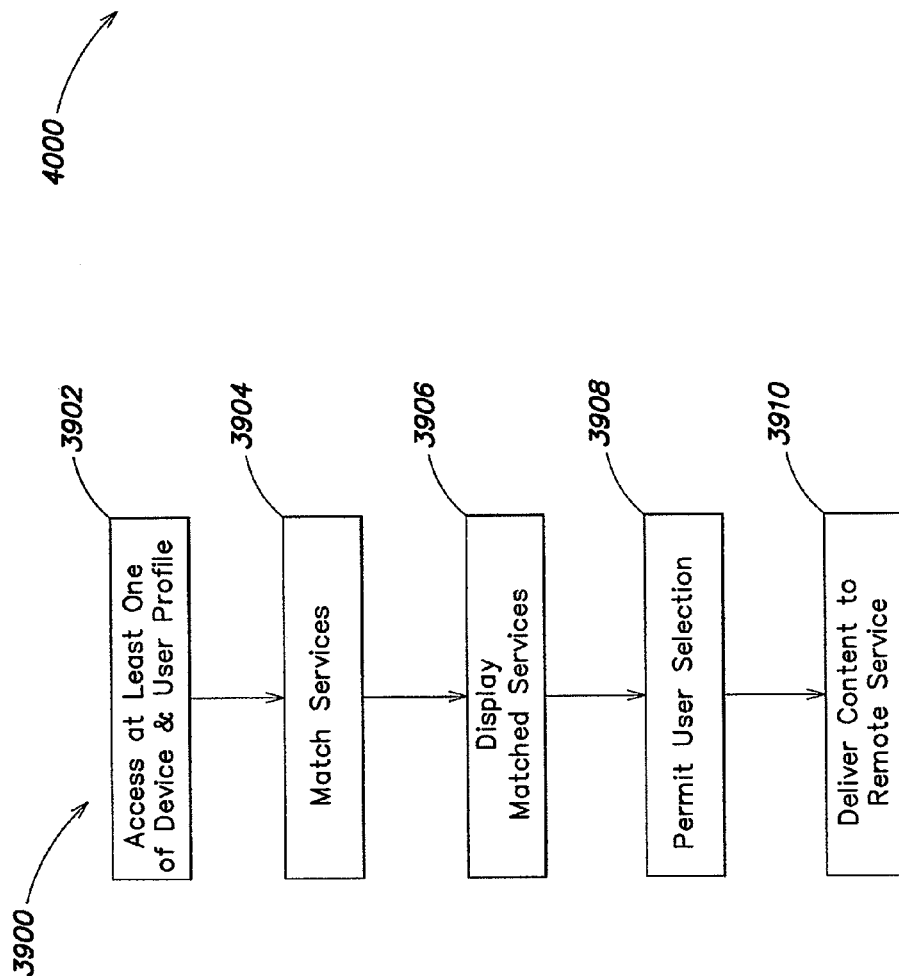 4000
3900
3902
Access at Least One
of Device & User Profile
3904
Match Services
3906
Display
Matched Services
3908
Permit User Selection
3910
Deliver Content to
Remote Service